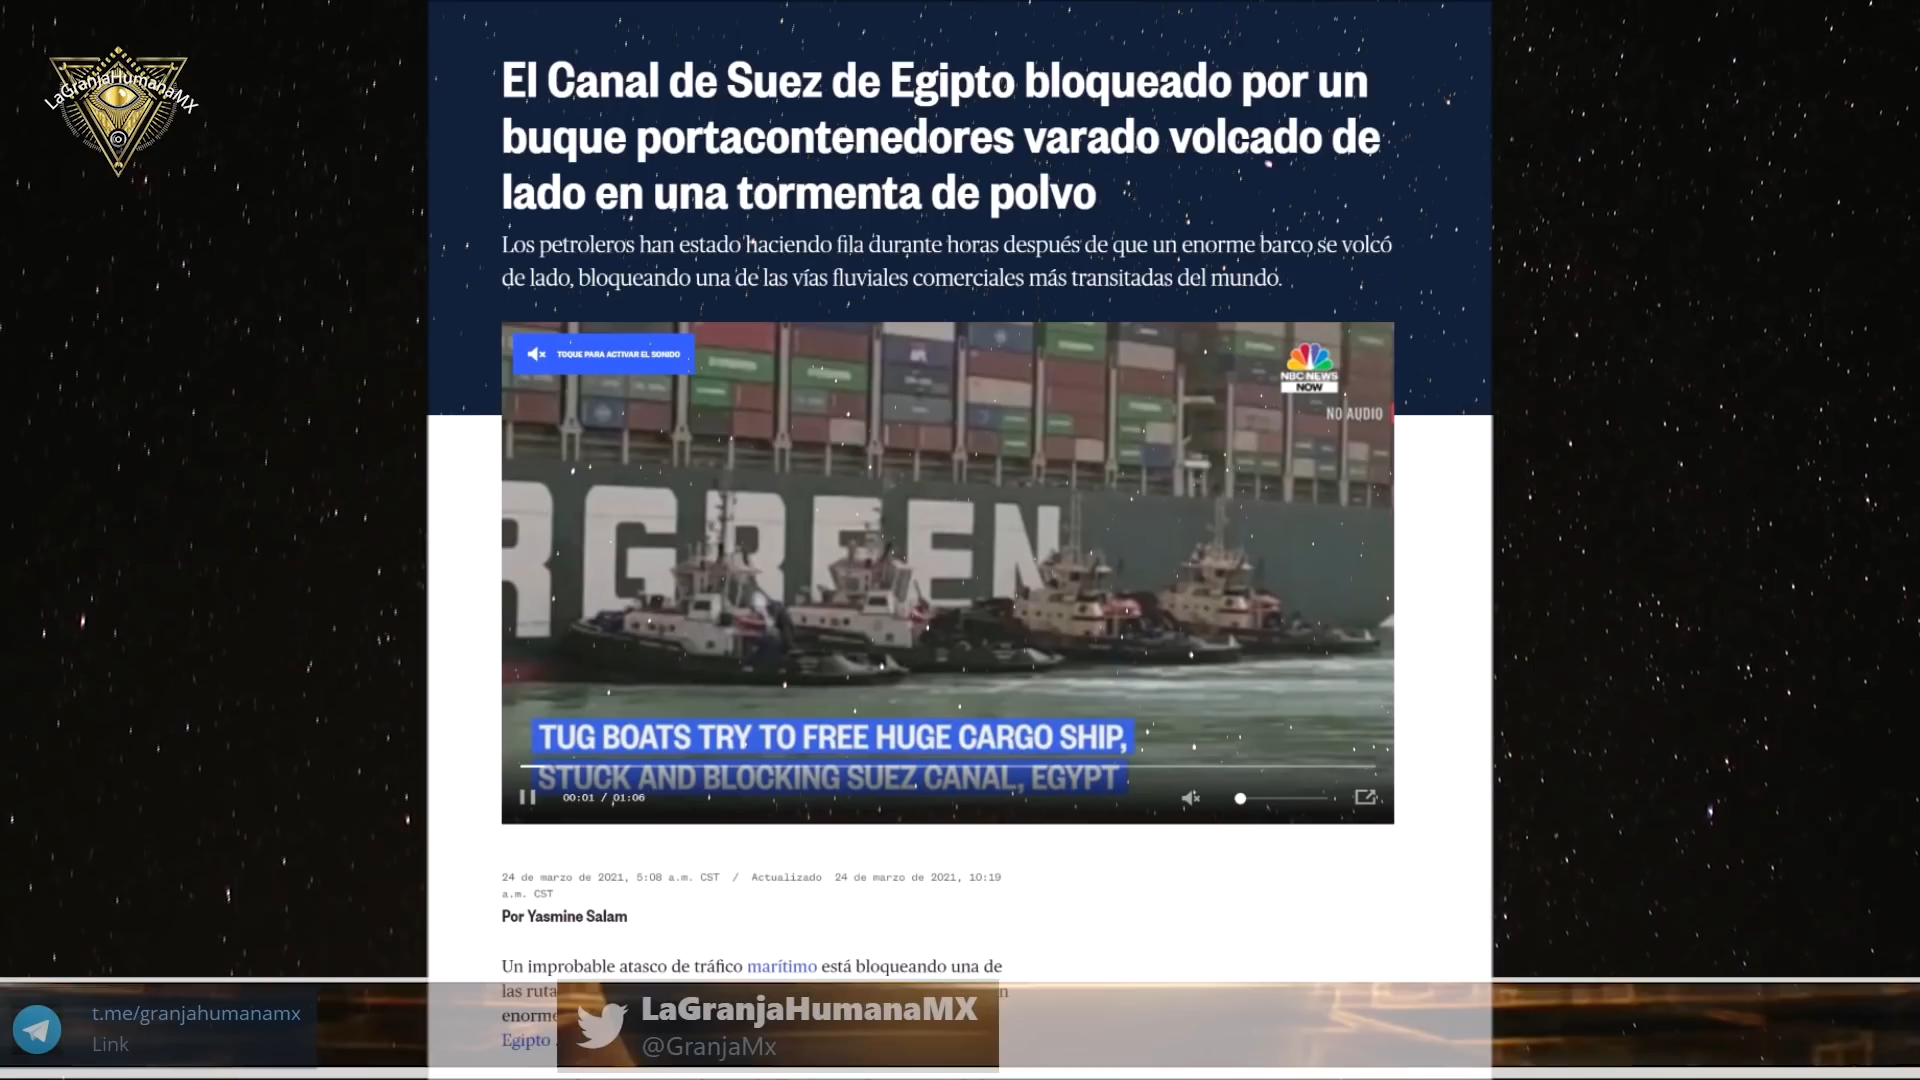 LaGranjaHumanaMX
El Canal de Suez de Egipto bloqueado por un
buque portacontenedores varado volcado de
lado en una tormenta de polvo
Los petroleros han estado haciendo fila durante horas después de que un enorme barco se volcó
de lado, bloqueando una de las vías fluviales comerciales más transitadas del mundo.
TOQUE PARA ACTIVAR EL SONIDO
NBC NEWS
NOW
NO AUDIO
RGREEN
TUG BOATS TRY TO FREE HUGE CARGO SHIP,
STUCK AND BLOCKING SUEZ CANAL, EGYPT
00:01 / 01:06
24 de marzo de 2021, 5:08 a.m. CST / Actualizado 24 de marzo de 2021, 10:19
a.m. CST
Por Yasmine Salam
Un improbable atasco de tráfico marítimo está bloqueando una de
las ruta
enorme
Egipto
t.me/granjahumanamx
Link
LaGranjaHumanaMX
@GranjaMx